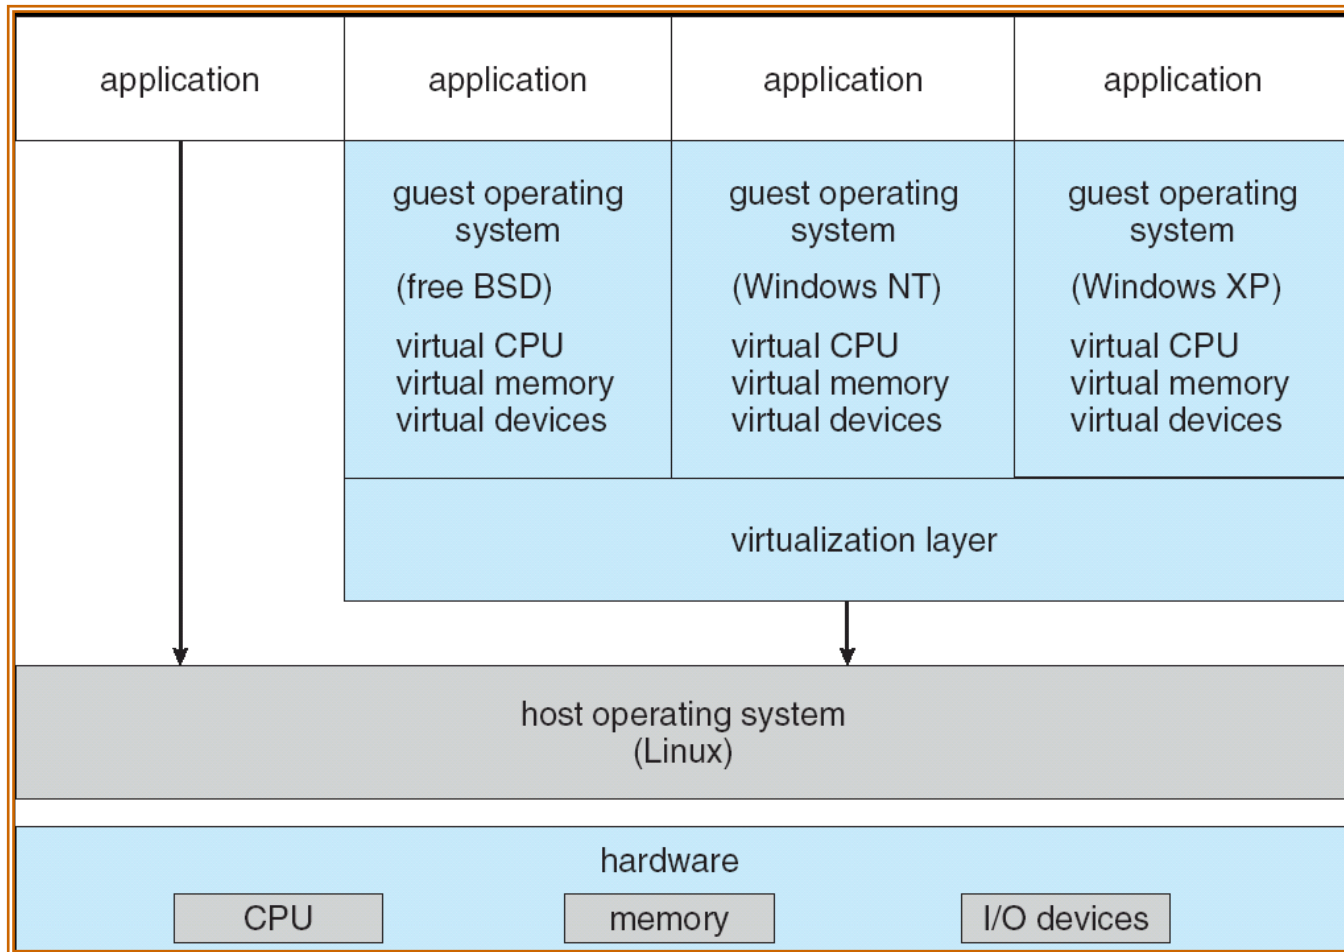 application
application
application
application
guest operating
system
(free BSD)
virtual CPU
virtual memory
virtual devices
guest operating
system
(Windows NT)
virtual CPU
virtual memory
virtual devices
guest operating
system
(Windows XP)
virtual CPU
virtual memory
virtual devices
virtualization layer
host operating system
(Linux)
hardware
CPU
memory
I/O devices